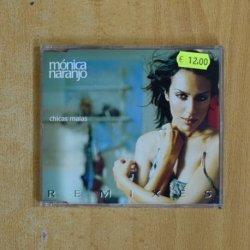 mónica
naranjo
€ 12.00
chicas malas
REMIXES